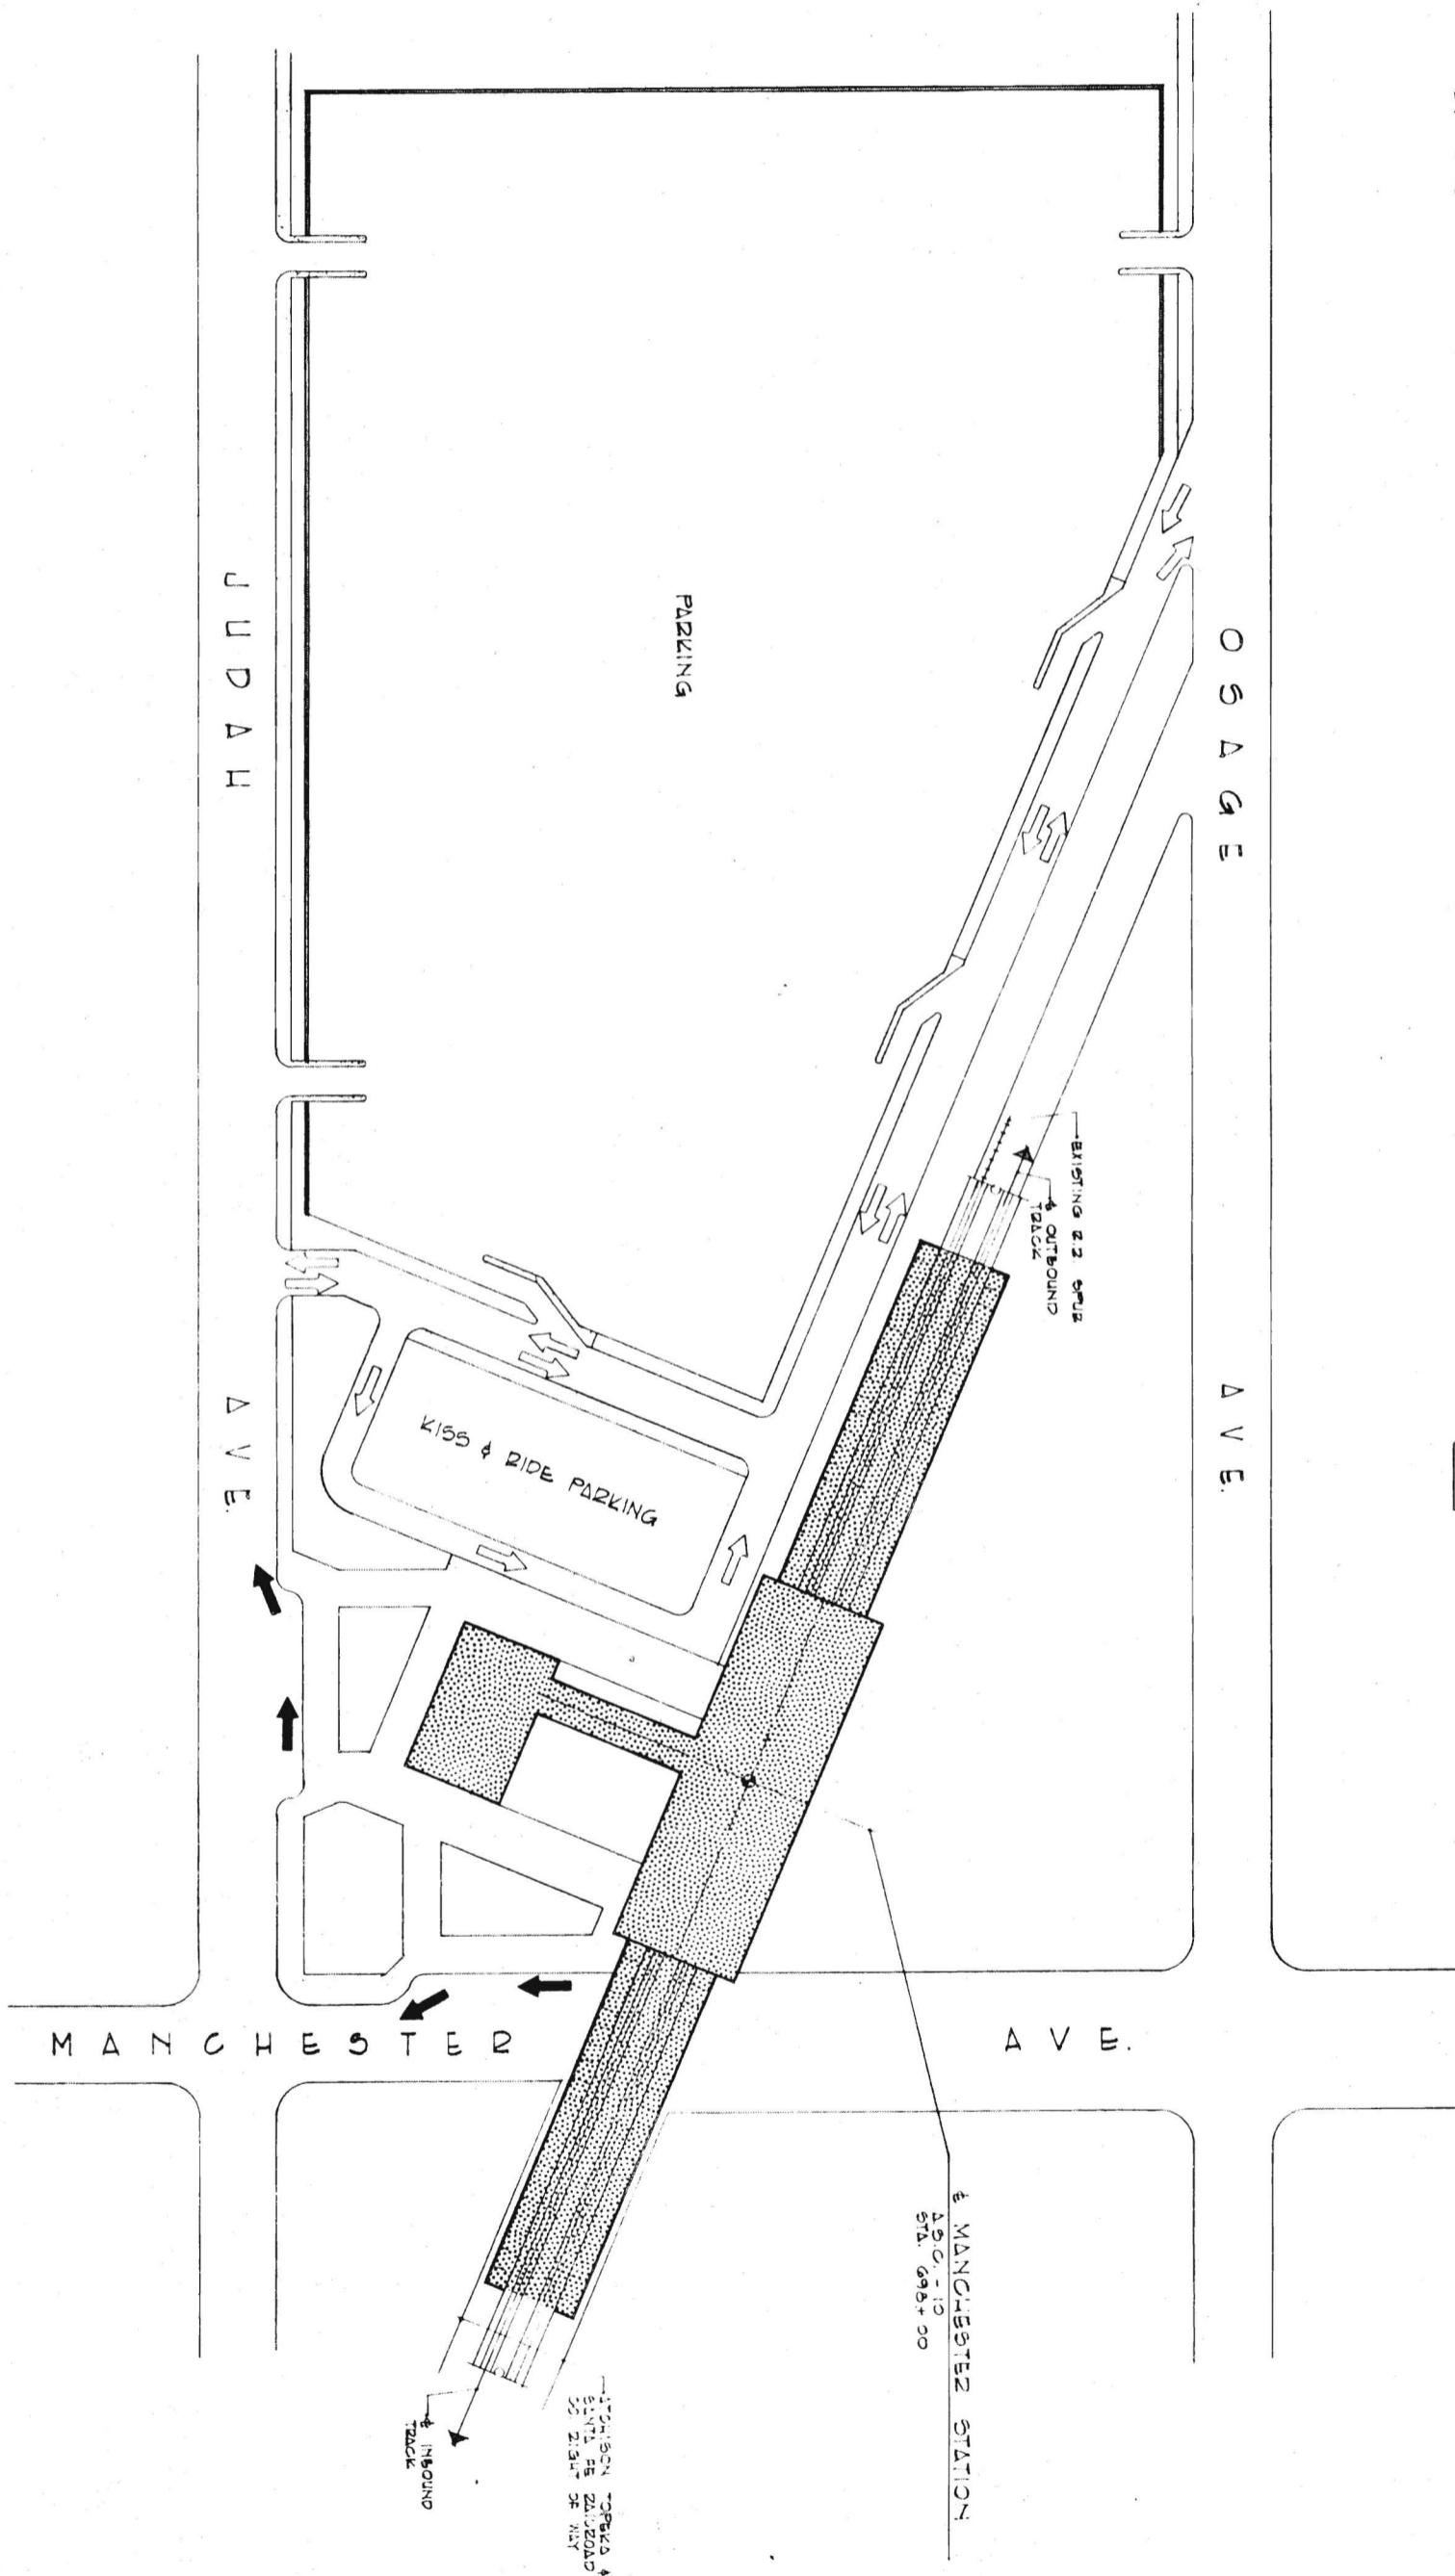 JUDAH AVE.
OSAGE AVE.
PARKING
EXISTING R.R. SPUR
℄ OUTBOUND
TRACK
KISS & RIDE PARKING
MANCHESTER AVE.
℄ MANCHESTER STATION
A.S.C. - 10
STA. 698+00
ATCHISON TOPEKA &
SANTA FE RAILROAD
CO. RIGHT OF WAY
℄ INBOUND
TRACK